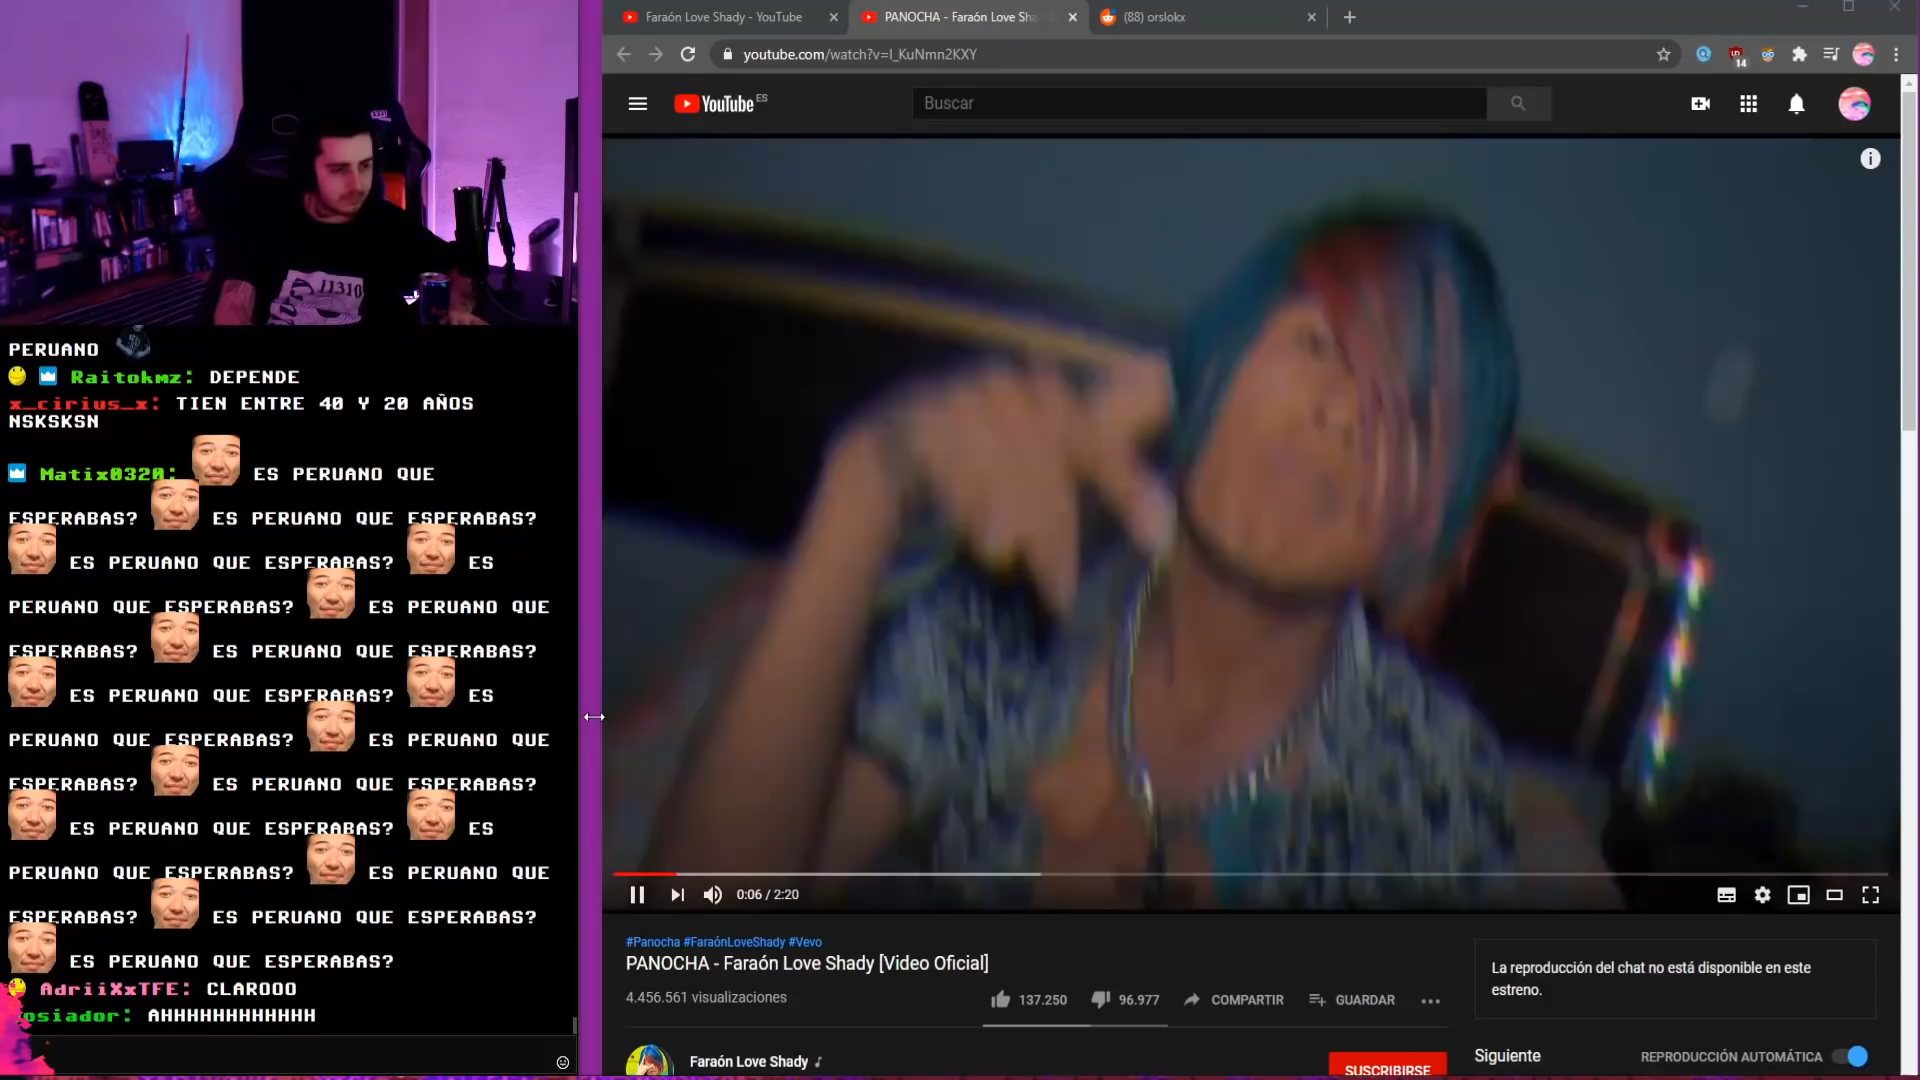 Faraón Love Shady - YouTube
PANOCHA - Faraón Love Sha
(88) orslokx
youtube.com/watch?v=I_KuNmn2KXY
14
YouTube ES
Buscar
11310
PERUANO
Raitokmz: DEPENDE
x_cirius_x: TIEN ENTRE 40 Y 20 AÑOS
NSKSKSN
Matix0320: ES PERUANO QUE
ESPERABAS? ES PERUANO QUE ESPERABAS?
ES PERUANO QUE ESPERABAS? ES
PERUANO QUE ESPERABAS? ES PERUANO QUE
ESPERABAS? ES PERUANO QUE ESPERABAS?
ES PERUANO QUE ESPERABAS? ES
PERUANO QUE ESPERABAS? ES PERUANO QUE
ESPERABAS? ES PERUANO QUE ESPERABAS?
ES PERUANO QUE ESPERABAS? ES
PERUANO QUE ESPERABAS? ES PERUANO QUE
ESPERABAS? ES PERUANO QUE ESPERABAS?
ES PERUANO QUE ESPERABAS?
AdriiXxTFE: CLAROOO
osiador: AHHHHHHHHHHHH
0:06 / 2:20
#Panocha #FaraónLoveShady #Vevo
PANOCHA - Faraón Love Shady [Video Oficial]
4.456.561 visualizaciones
137.250
96.977
COMPARTIR
GUARDAR
Faraón Love Shady
SUSCRIBIRSE
La reproducción del chat no está disponible en este
estreno.
Siguiente
REPRODUCCIÓN AUTOMÁTICA